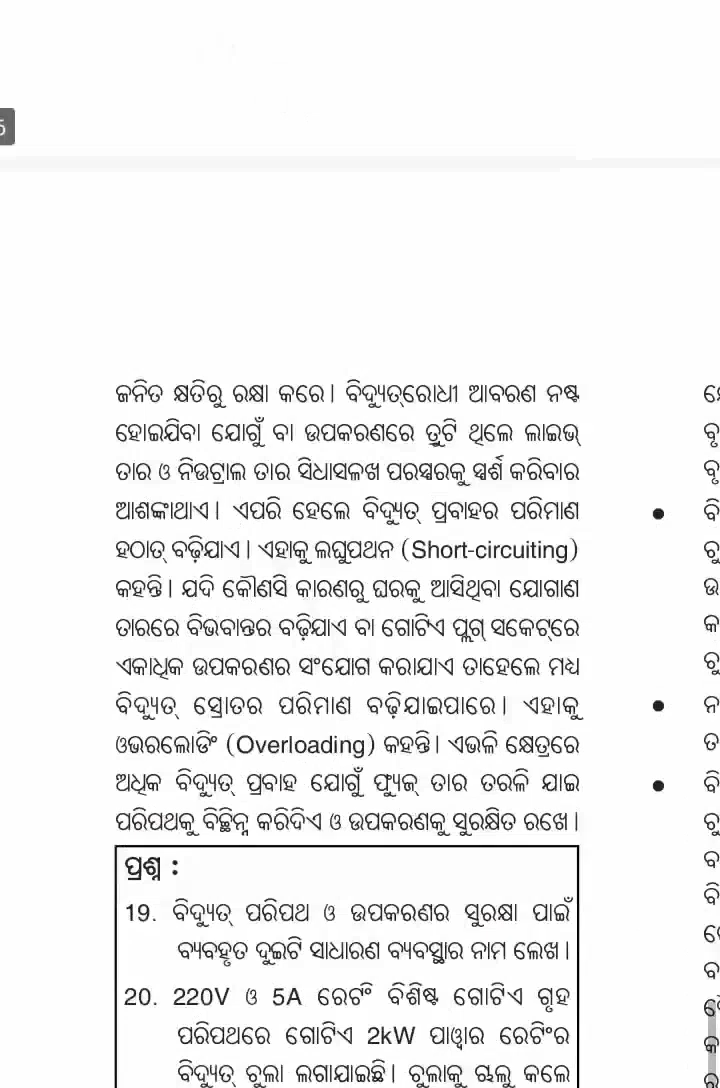 ଜନିତ କ୍ଷତିରୁ ରକ୍ଷା କରେ। ବିଦ୍ୟୁତ୍‌ରୋଧୀ ଆବରଣ ନଷ୍ଟ
ହୋଇଯିବା ଯୋଗୁଁ ବା ଉପକରଣରେ ତ୍ରୁଟି ଥିଲେ ଲାଇଭ୍
ତାର ଓ ନିଉଟ୍ରାଲ ତାର ସିଧାସଳଖ ପରସ୍ପରକୁ ସ୍ପର୍ଶ କରିବାର
ଆଶଙ୍କାଥାଏ। ଏପରି ହେଲେ ବିଦ୍ୟୁତ୍ ପ୍ରବାହର ପରିମାଣ
ହଠାତ୍ ବଢ଼ିଯାଏ। ଏହାକୁ ଲଘୁପଥନ (Short-circuiting)
କହନ୍ତି। ଯଦି କୌଣସି କାରଣରୁ ଘରକୁ ଆସିଥିବା ଯୋଗାଣ
ତାରରେ ବିଭବାନ୍ତର ବଢ଼ିଯାଏ ବା ଗୋଟିଏ ପ୍ଲଗ୍ ସକେଟ୍‌ରେ
ଏକାଧିକ ଉପକରଣର ସଂଯୋଗ କରାଯାଏ ତାହେଲେ ମଧ୍ୟ
ବିଦ୍ୟୁତ୍ ସ୍ରୋତର ପରିମାଣ ବଢ଼ିଯାଇପାରେ। ଏହାକୁ
ଓଭରଲୋଡିଂ (Overloading) କହନ୍ତି। ଏଭଳି କ୍ଷେତ୍ରରେ
ଅଧିକ ବିଦ୍ୟୁତ୍ ପ୍ରବାହ ଯୋଗୁଁ ଫ୍ୟୁଜ୍ ତାର ତରଳି ଯାଇ
ପରିପଥକୁ ବିଚ୍ଛିନ୍ନ କରିଦିଏ ଓ ଉପକରଣକୁ ସୁରକ୍ଷିତ ରଖେ।
ପ୍ରଶ୍ନ :
19. ବିଦ୍ୟୁତ୍ ପରିପଥ ଓ ଉପକରଣର ସୁରକ୍ଷା ପାଇଁ
ବ୍ୟବହୃତ ଦୁଇଟି ସାଧାରଣ ବ୍ୟବସ୍ଥାର ନାମ ଲେଖ।
20. 220V ଓ 5A ରେଟିଂ ବିଶିଷ୍ଟ ଗୋଟିଏ ଗୃହ
ପରିପଥରେ ଗୋଟିଏ 2kW ପାଓ୍ୱାର ରେଟିଂର
ବିଦ୍ୟୁତ୍ ଚୁଲା ଲଗାଯାଇଛି। ଚୁଲାକୁ ଚାଲୁ କଲେ